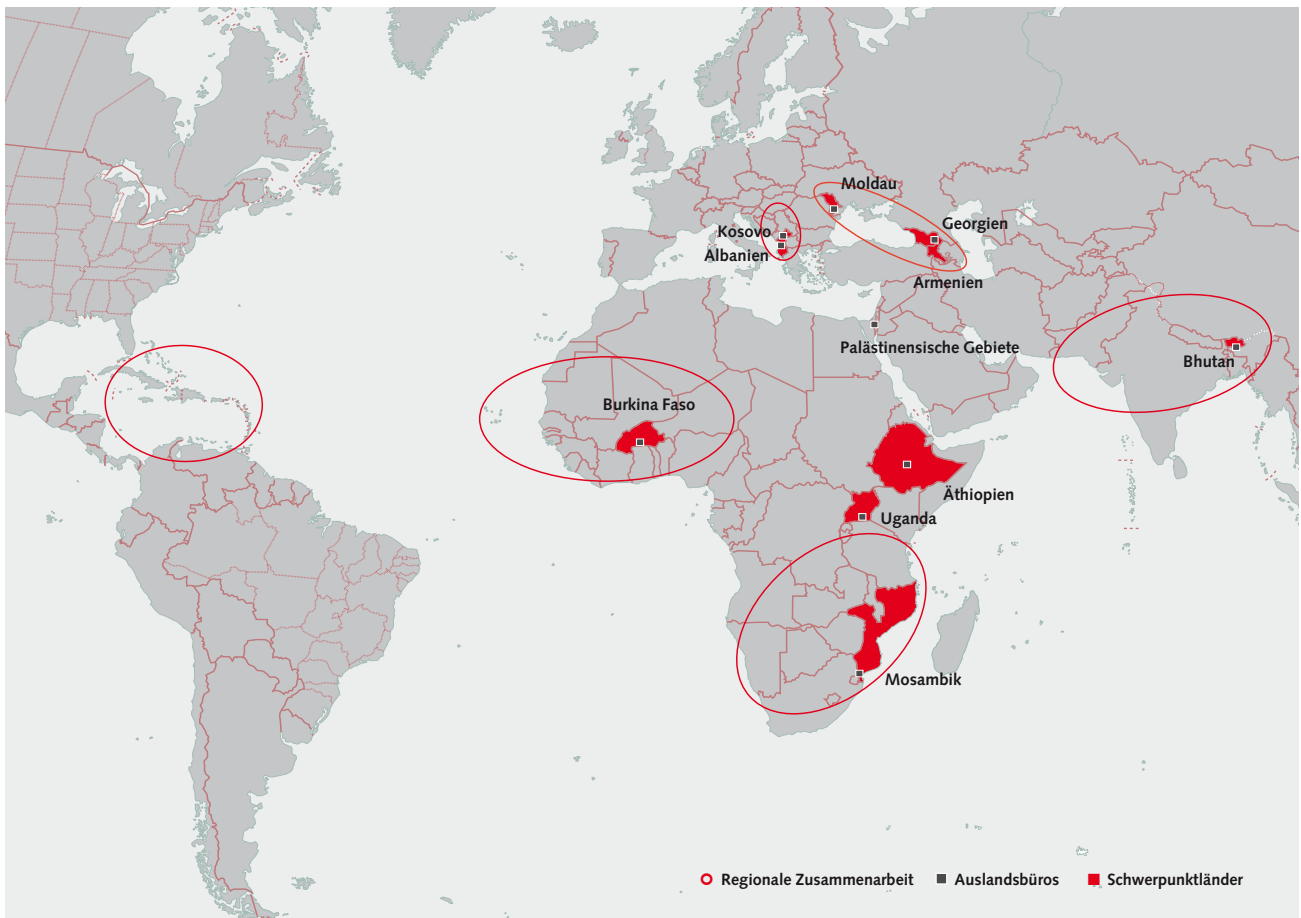 Moldau
Kosovo
Georgien
Albanien
Armenien
Palästinensische Gebiete
Bhutan
Burkina Faso
Äthiopien
Uganda
Mosambik
Regionale Zusammenarbeit
Auslandsbüros
Schwerpunktländer